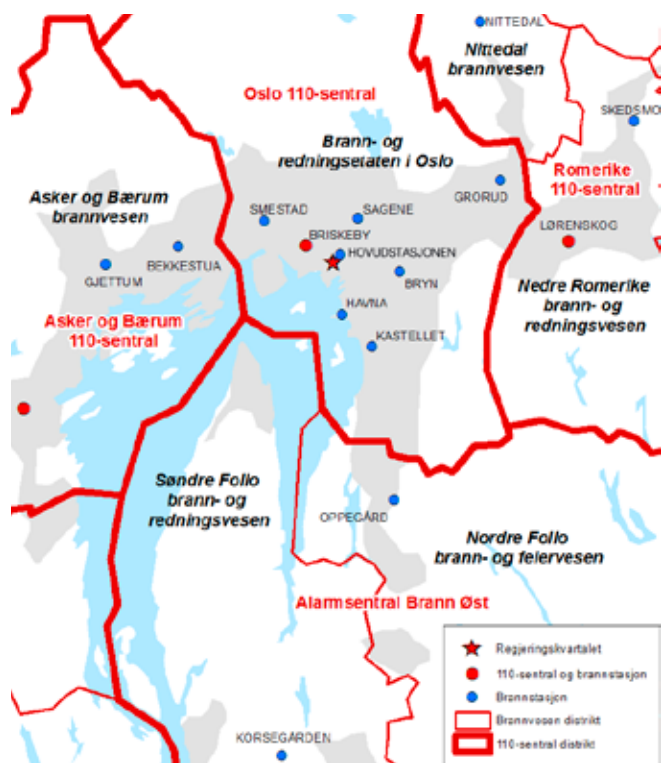 NITTEDAL
Nittedal
brannvesen
Oslo 110-sentral
SKEDSMO
Brann- og
redningsetaten i Oslo
Romerike
110-sentral
Asker og Bærum
brannvesen
GRORUD
SMESTAD
SAGENE
BRISKEBY
LØRENSKOG
HOVUDSTASJONEN
BEKKESTUA
GJETTUM
BRYN
Nedre Romerike
brann- og
redningsvesen
HAVNA
Asker og Bærum
110-sentral
KASTELLET
Søndre Follo
brann- og
redningsvesen
OPPEGÅRD
Nordre Follo
brann- og feiervesen
Alarmsentral Brann Øst
KORSEGÅRDEN
Regjeringskvartalet
110-sentral og brannstasjon
Brannstasjon
Brannvesen distrikt
110-sentral distrikt